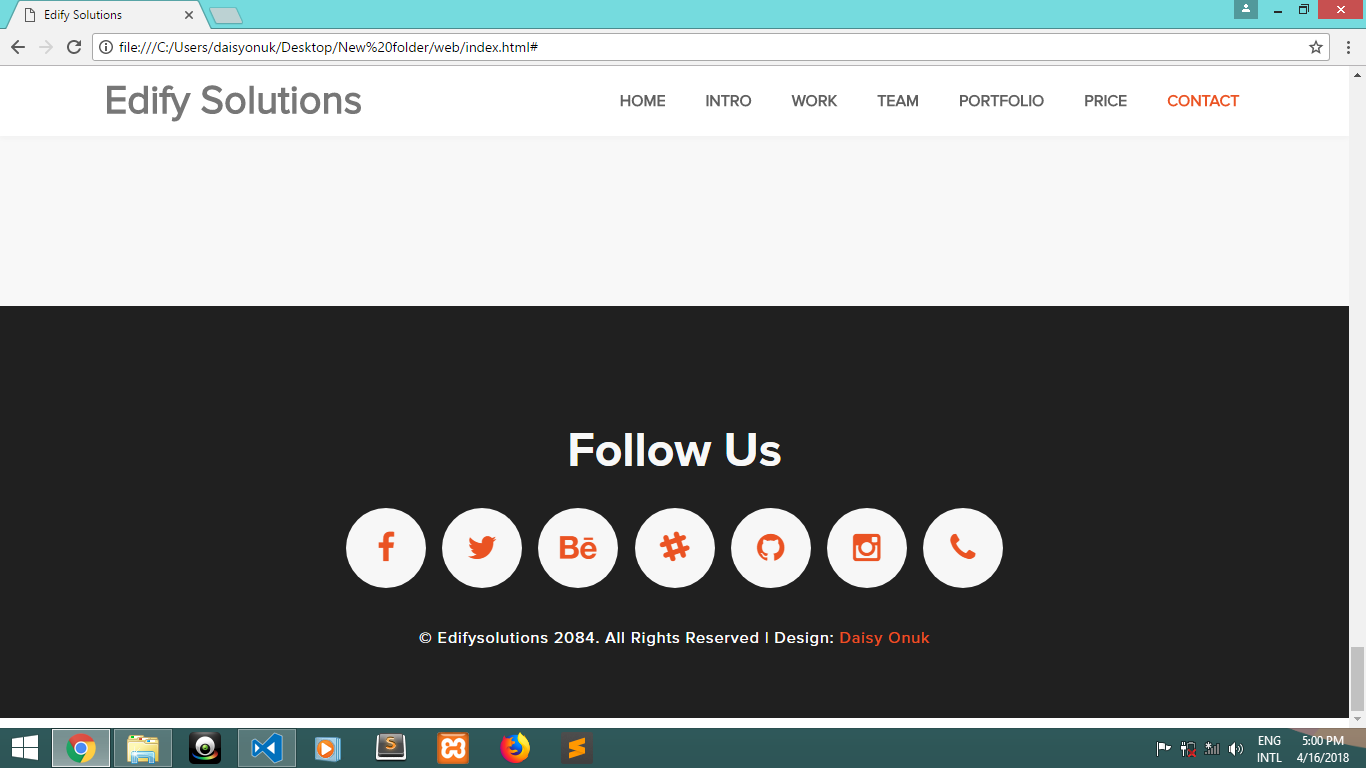 Edify Solutions
file:///C:/Users/daisyonuk/Desktop/New%20folder/web/index.html#
Edify Solutions
HOME INTRO WORK TEAM PORTFOLIO PRICE CONTACT
Follow Us
Bē
© Edifysolutions 2084. All Rights Reserved | Design: Daisy Onuk
ENG 5:00 PM
INTL 4/16/2018